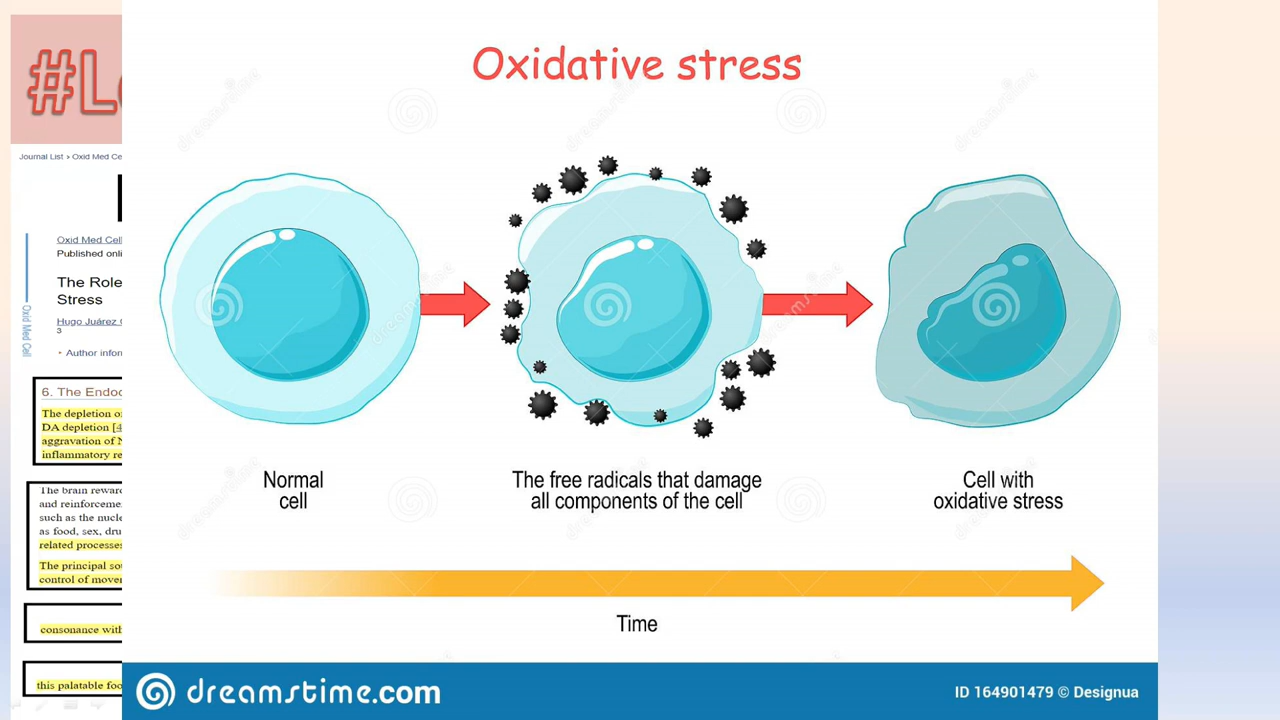 #L
Journal List > Oxid Med Ce
Oxid Med Cell
Published onli
The Role
Stress
Hugo Juárez
3
Author infor
Oxid Med Cell
6. The Endoc
The depletion o
DA depletion [4
aggravation of N
inflammatory re
The brain rewar
and reinforceme
such as the nucle
as food, sex, dru
related processes
The principal sou
control of mover
consonance with
this palatable foo
Oxidative stress
Normal
cell
The free radicals that damage
all components of the cell
Cell with
oxidative stress
Time
dreamstime.com
ID 164901479 © Designua